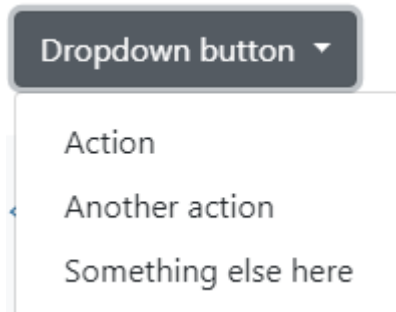 Dropdown button
Action
Another action
Something else here